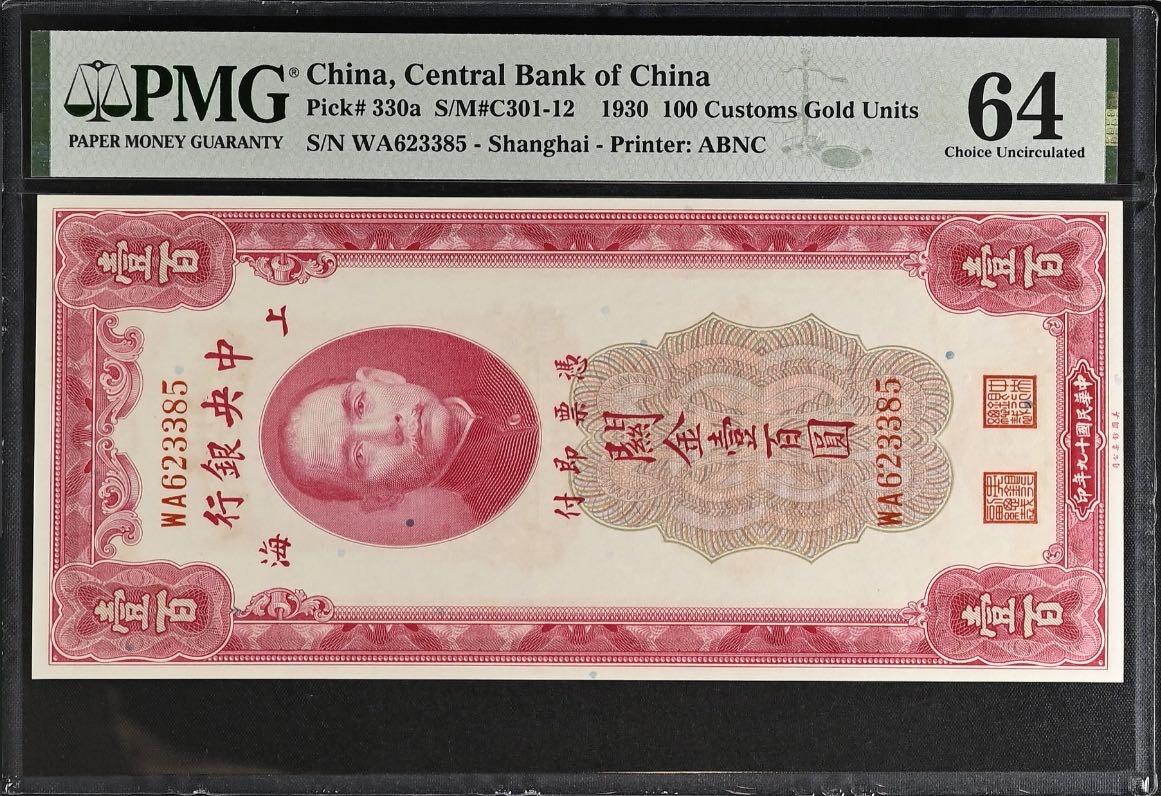 PMG®
PAPER MONEY GUARANTY
China, Central Bank of China
Pick# 330a S/M#C301-12 1930 100 Customs Gold Units
S/N WA623385 - Shanghai - Printer: ABNC
64
Choice Uncirculated
壹百
壹百
WA623385
中央銀行
上海
憑票即付
關金壹百圓
WA623385
中華民國十九年印
壹百
壹百